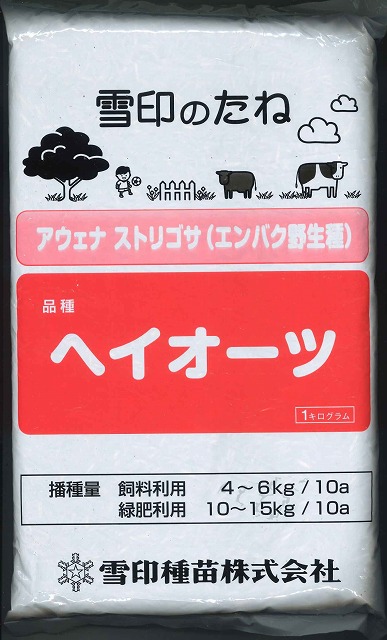 雪印のたね
アウェナ ストリゴサ(エンバク野生種)
品種
ヘイオーツ
1キログラム
播種量 飼料利用 4〜6kg/10a
緑肥利用 10〜15kg/10a
雪印種苗株式会社